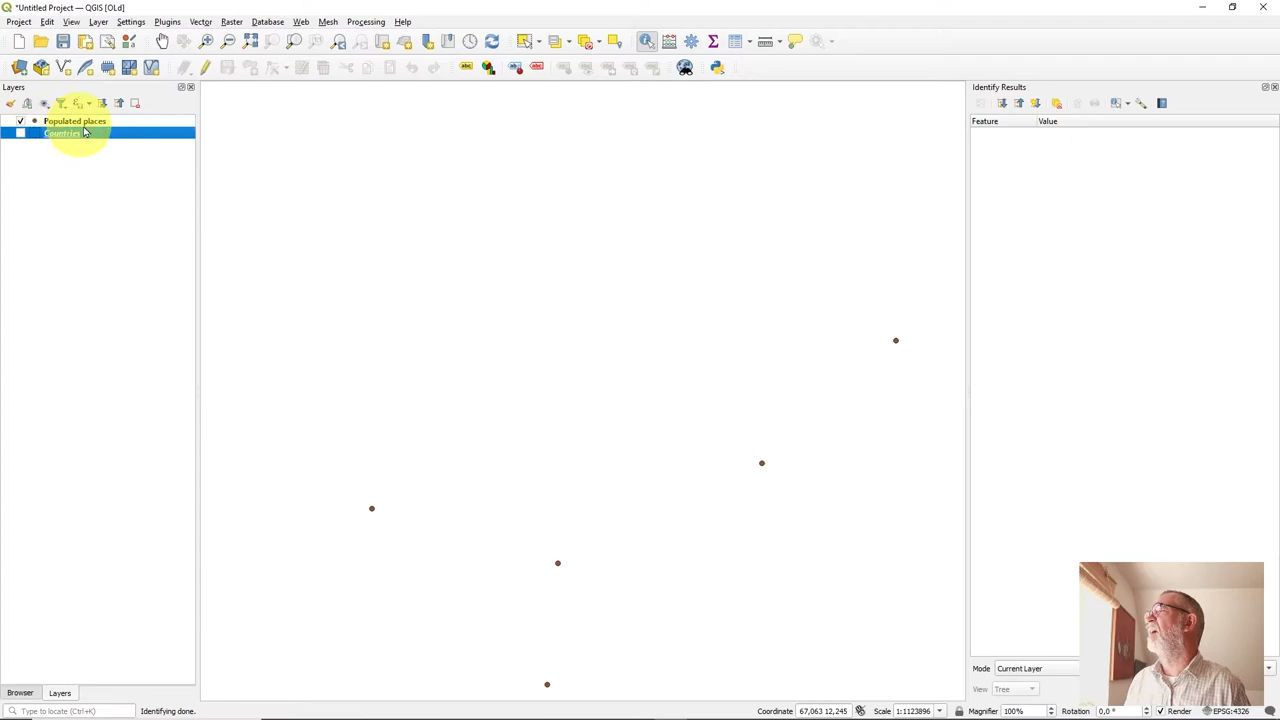 *Untitled Project — QGIS [OLd]
Project Edit View Layer Settings Plugins Vector Raster Database Web Mesh Processing Help
Layers
Identify Results
Populated places
Countries
Feature Value
Mode Current Layer
View Tree
Browser Layers
Type to locate (Ctrl+K) Identifying done. Coordinate 67,063 12,245 Scale 1:1123896 Magnifier 100% Rotation 0,0 ° Render EPSG:4326